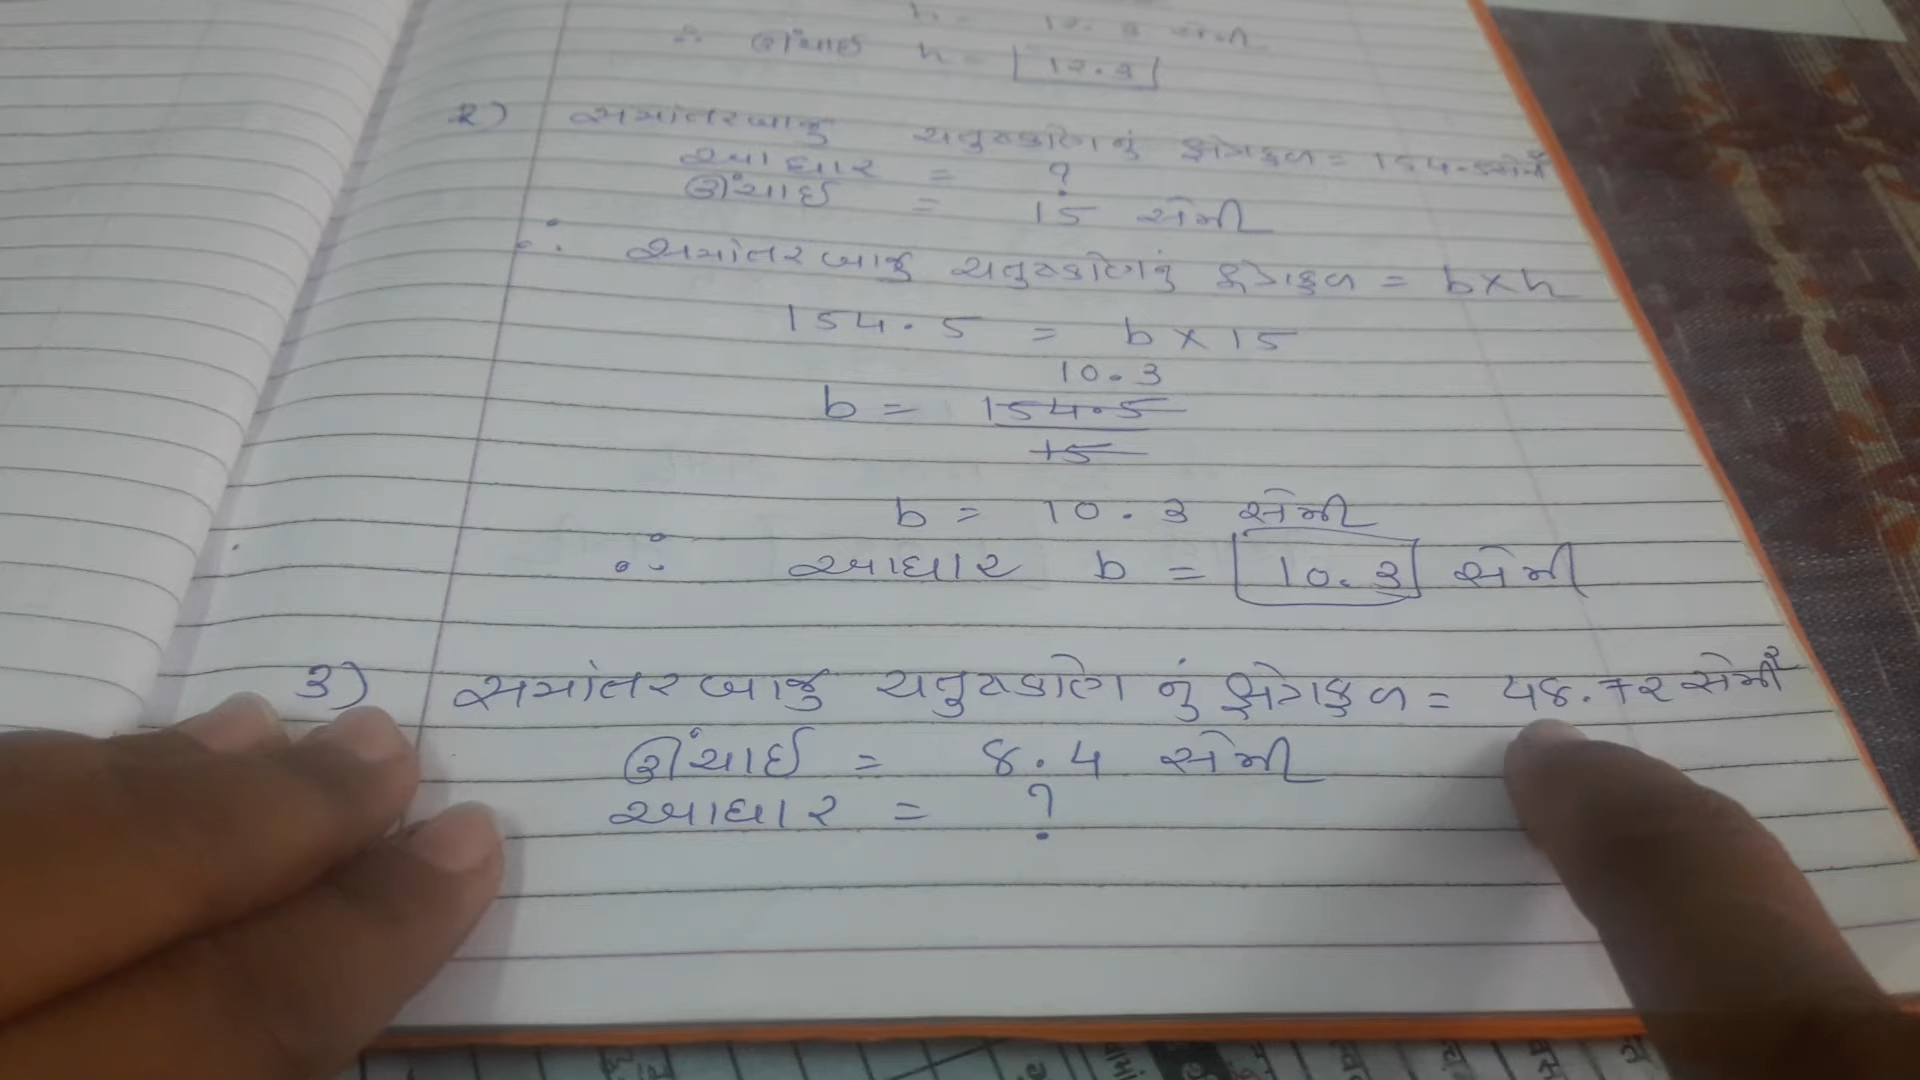 ∴ ઊંચાઈ h = 12.3
૨) સમાંતરબાજુ ચતુષ્કોણનું ક્ષેત્રફળ = 154.5 સેમી²
આધાર = ?
ઊંચાઈ = 15 સેમી
∴ સમાંતરબાજુ ચતુષ્કોણનું ક્ષેત્રફળ = b×h
154.5 = b × 15
10.3
b = 154.5
15
b = 10.3 સેમી
∴ આધાર b = 10.3 સેમી
3) સમાંતરબાજુ ચતુષ્કોણનું ક્ષેત્રફળ = 48.72 સેમી²
ઊંચાઈ = 8.4 સેમી
આધાર = ?